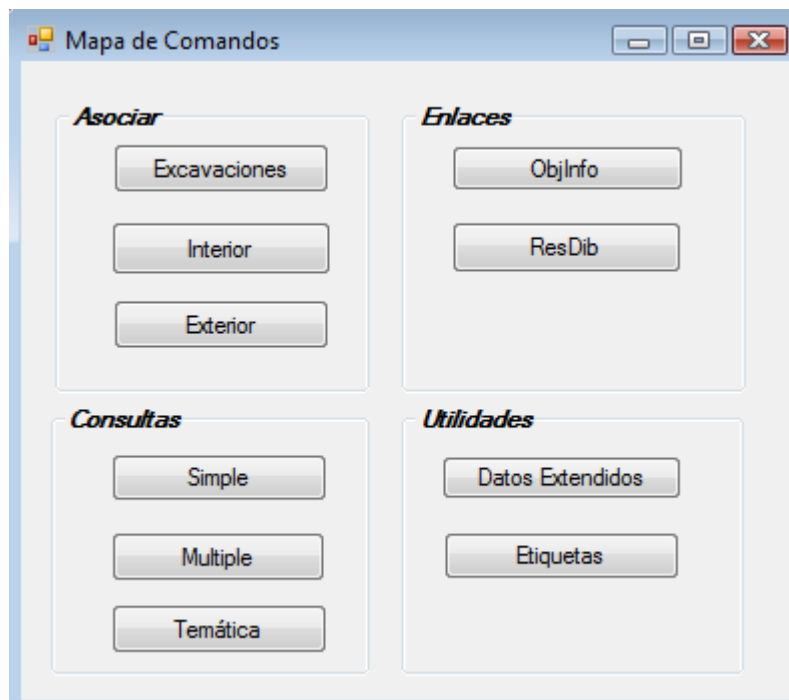 Mapa de Comandos
Asociar
Excavaciones
Interior
Exterior
Enlaces
ObjInfo
ResDib
Consultas
Simple
Multiple
Temática
Utilidades
Datos Extendidos
Etiquetas